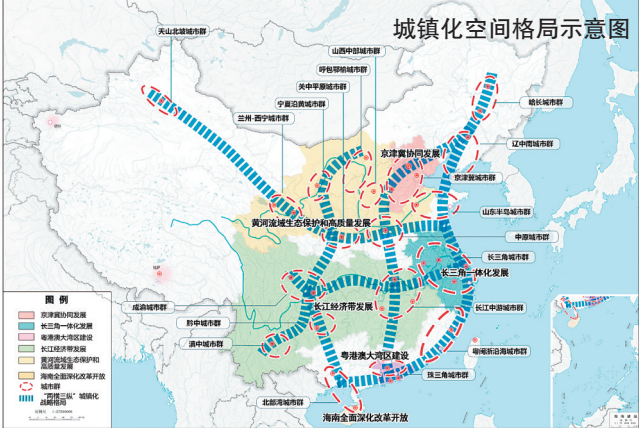 城镇化空间格局示意图
天山北坡城市群
山西中部城市群
呼包鄂榆城市群
关中平原城市群
宁夏沿黄城市群
兰州-西宁城市群
哈长城市群
辽中南城市群
京津冀协同发展
京津冀城市群
山东半岛城市群
黄河流域生态保护和高质量发展
中原城市群
长三角城市群
长三角一体化发展
长江经济带发展
长江中游城市群
成渝城市群
黔中城市群
滇中城市群
粤港澳大湾区建设
粤闽浙沿海城市群
珠三角城市群
北部湾城市群
海南全面深化改革开放
图 例
京津冀协同发展
长三角一体化发展
粤港澳大湾区建设
长江经济带发展
黄河流域生态保护和
高质量发展
海南全面深化改革开放
城市群
“两横三纵”城镇化
战略格局